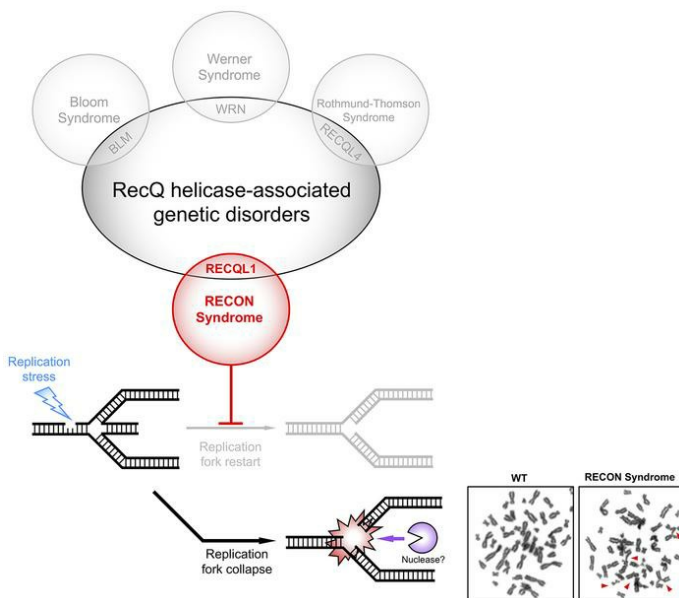 Werner
Syndrome
WRN
Bloom
Syndrome
BLM
Rothmund-Thomson
Syndrome
RECQL4
RecQ helicase-associated
genetic disorders
RECQL1
RECON
Syndrome
Replication
stress
Replication
fork restart
Replication
fork collapse
Nuclease?
WT
RECON Syndrome